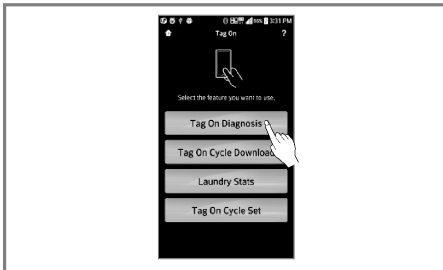 3:31 PM
Tag On
?
Select the feature you want to use.
Tag On Diagnosis
Tag On Cycle Download
Laundry Stats
Tag On Cycle Set